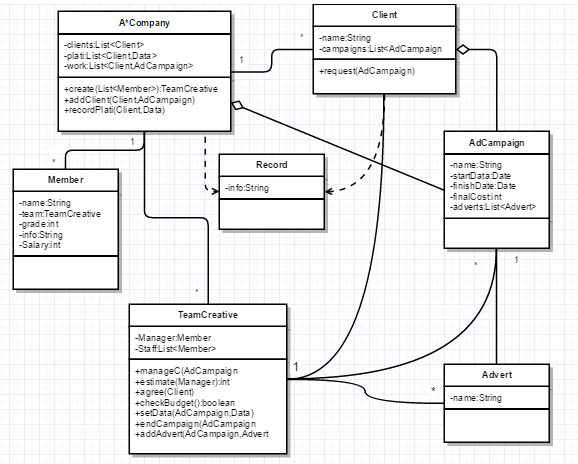 A*Company
-clients:List<Client>
-plati:List<Client,Data>
-work:List<Client,AdCampaign>
+create(List<Member>):TeamCreative
+addClient(Client,AdCampaign)
+recordPlati(Client,Data)
Client
-name:String
-campaigns:List<AdCampaign
+request(AdCampaign)
1
*
AdCampaign
-name:String
-startData:Date
-finishDate:Date
-finalCost:int
-adverts:List<Advert>
Record
-info:String
1
*
Member
-name:String
-team:TeamCreative
-grade:int
-info:String
-Salary:int
*
*
1
TeamCreative
-Manager:Member
-Staff:List<Member>
+manageC(AdCampaign
+estimate(Manager):int
+agree(Client)
+checkBudget():boolean
+setData(AdCampaign,Data)
+endCampaign(AdCampaign
+addAdvert(AdCampaign,Advert
1
*
Advert
-name:String